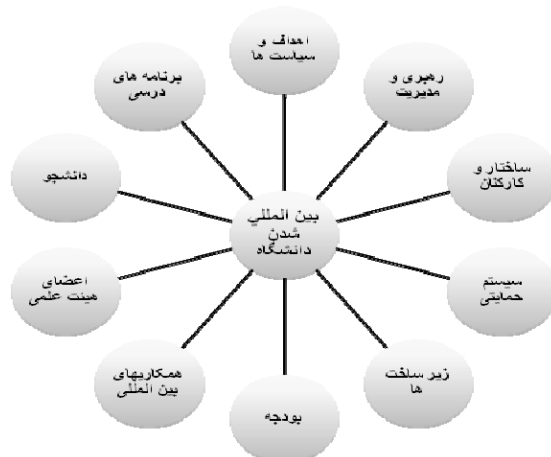 اهداف و
سیاست ها
رهبری و
مدیریت
ساختار و
کارکنان
سیستم
حمایتی
زیر ساخت
ها
بودجه
همکاریهای
بین المللی
اعضای
هیئت علمی
دانشجو
برنامه های
درسی
بین المللي
شدن
دانشگاه